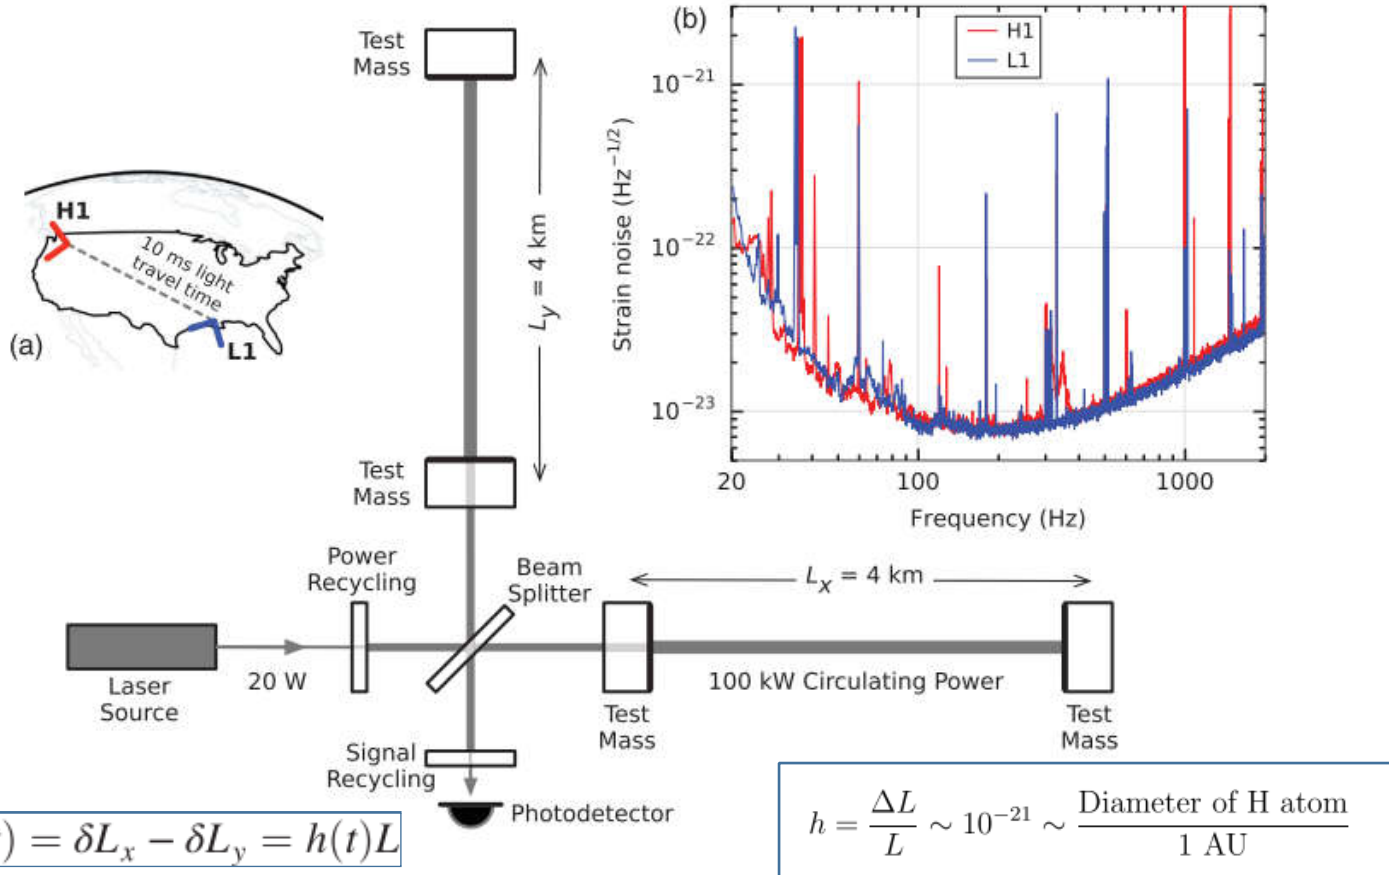 Test
Mass
(b)
H1
L1
10⁻²¹
10⁻²²
10⁻²³
Strain noise (Hz⁻¹/²)
20
100
1000
Frequency (Hz)
H1
10 ms light
travel time
L1
(a)
L_y = 4 km
Test
Mass
Power
Recycling
Beam
Splitter
L_x = 4 km
Laser
Source
20 W
100 kW Circulating Power
Test
Mass
Test
Mass
Signal
Recycling
Photodetector
) = δL_x − δL_y = h(t)L
h = ΔL / L ∼ 10⁻²¹ ∼ Diameter of H atom / 1 AU